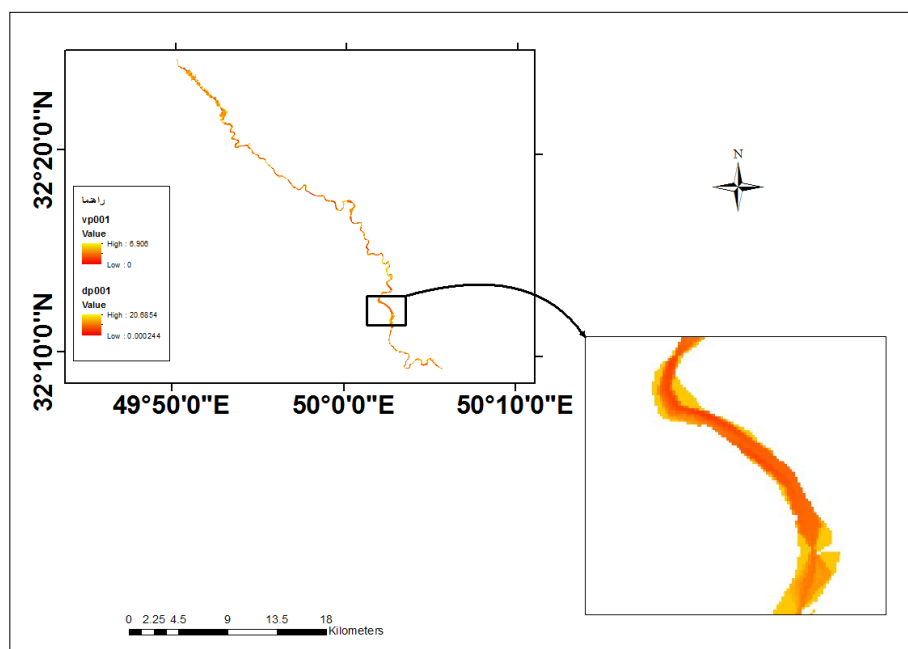 32°20'0"N
32°10'0"N
49°50'0"E 50°0'0"E 50°10'0"E
راهنما
vp001
Value
High : 6.906
Low : 0
dp001
Value
High : 20.6854
Low : 0.000244
N
0 2.25 4.5 9 13.5 18
Kilometers